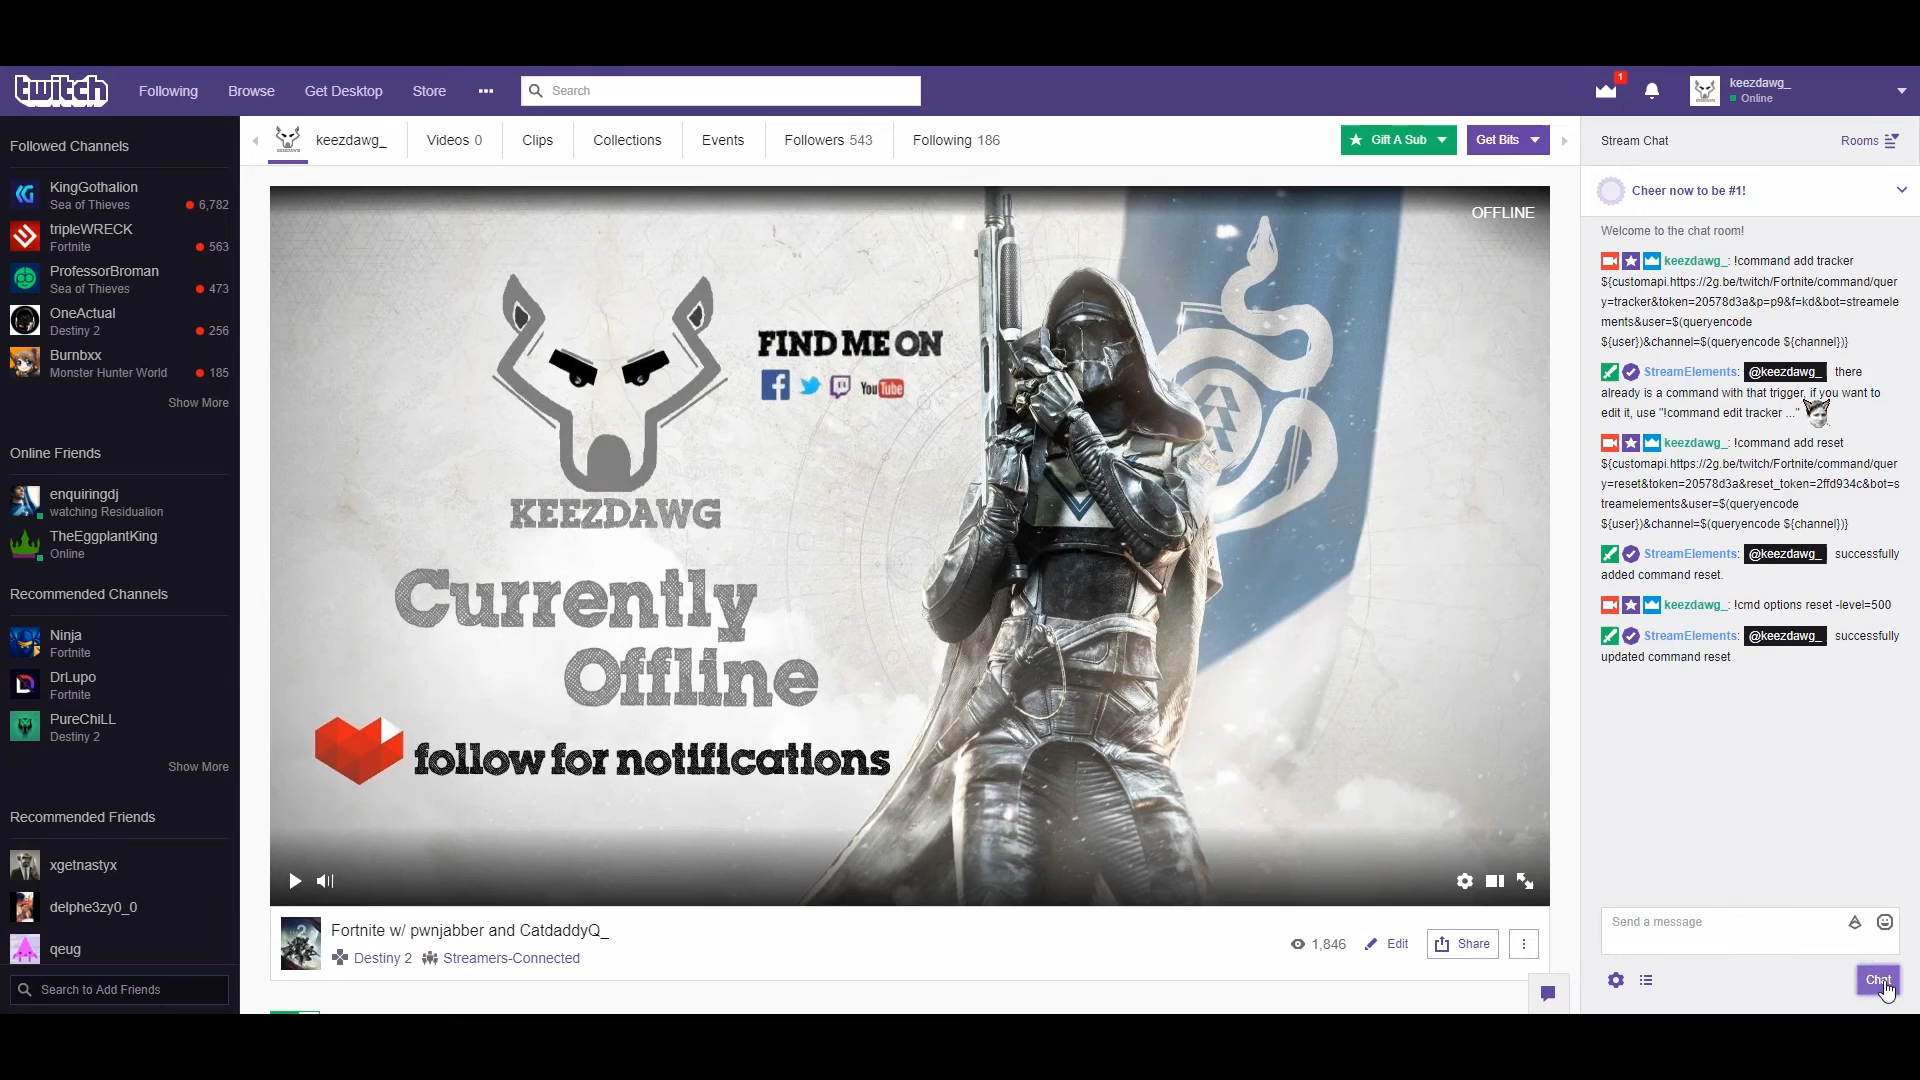 twitch
Following
Browse
Get Desktop
Store
Search
1
keezdawg_
Online
Followed Channels
KingGothalion
Sea of Thieves
6,782
tripleWRECK
Fortnite
563
ProfessorBroman
Sea of Thieves
473
OneActual
Destiny 2
256
Burnbxx
Monster Hunter World
185
Show More
Online Friends
enquiringdj
watching Residualion
TheEggplantKing
Online
Recommended Channels
Ninja
Fortnite
DrLupo
Fortnite
PureChiLL
Destiny 2
Show More
Recommended Friends
xgetnastyx
delphe3zy0_0
qeug
Search to Add Friends
keezdawg_
Videos 0
Clips
Collections
Events
Followers 543
Following 186
Gift A Sub
Get Bits
OFFLINE
KEEZDAWG
FIND ME ON
YouTube
Currently
Offline
follow for notifications
Fortnite w/ pwnjabber and CatdaddyQ_
Destiny 2
Streamers-Connected
1,846
Edit
Share
Stream Chat
Rooms
Cheer now to be #1!
Welcome to the chat room!
keezdawg_: !command add tracker
${customapi.https://2g.be/twitch/Fortnite/command/quer
y=tracker&token=20578d3a&p=p9&f=kd&bot=streamele
ments&user=$(queryencode
${user})&channel=$(queryencode ${channel})}
StreamElements: @keezdawg_ there
already is a command with that trigger, if you want to
edit it, use "!command edit tracker ..."
keezdawg_: !command add reset
${customapi.https://2g.be/twitch/Fortnite/command/quer
y=reset&token=20578d3a&reset_token=2ffd934c&bot=s
treamelements&user=$(queryencode
${user})&channel=$(queryencode ${channel})}
StreamElements: @keezdawg_ successfully
added command reset.
keezdawg_: !cmd options reset -level=500
StreamElements: @keezdawg_ successfully
updated command reset
Send a message
Chat